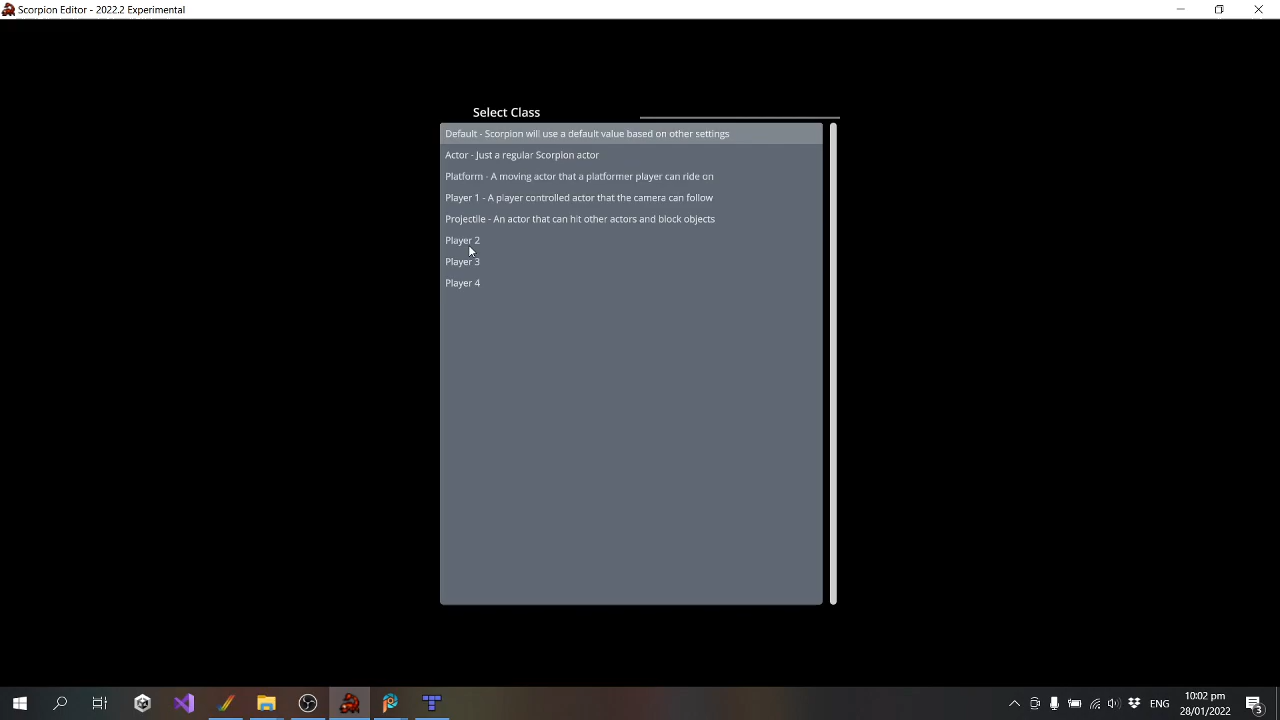 Scorpion Editor - 2022.2 Experimental
Select Class
Default - Scorpion will use a default value based on other settings
Actor - Just a regular Scorpion actor
Platform - A moving actor that a platformer player can ride on
Player 1 - A player controlled actor that the camera can follow
Projectile - An actor that can hit other actors and block objects
Player 2
Player 3
Player 4
ENG
10:02 pm
28/01/2022
3